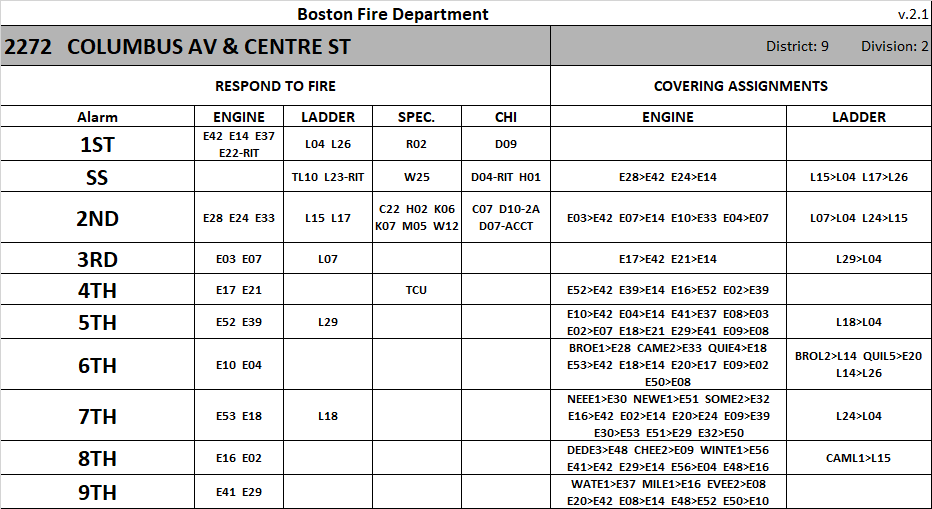 Boston Fire Department v.2.1
2272 COLUMBUS AV & CENTRE ST District: 9 Division: 2
RESPOND TO FIRE COVERING ASSIGNMENTS
Alarm ENGINE LADDER SPEC. CHI ENGINE LADDER
1ST E42 E14 E37 L04 L26 R02 D09
E22-RIT
SS TL10 L23-RIT W25 D04-RIT H01 E28>E42 E24>E14 L15>L04 L17>L26
2ND E28 E24 E33 L15 L17 C22 H02 K06 C07 D10-2A E03>E42 E07>E14 E10>E33 E04>E07 L07>L04 L24>L15
K07 M05 W12 D07-ACCT
3RD E03 E07 L07 E17>E42 E21>E14 L29>L04
4TH E17 E21 TCU E52>E42 E39>E14 E16>E52 E02>E39
5TH E52 E39 L29 E10>E42 E04>E14 E41>E37 E08>E03 L18>L04
E02>E07 E18>E21 E29>E41 E09>E08
6TH E10 E04 BROE1>E28 CAME2>E33 QUIE4>E18 BROL2>L14 QUIL5>E20
E53>E42 E18>E14 E20>E17 E09>E02 L14>L26
E50>E08
7TH E53 E18 L18 NEEE1>E30 NEWE1>E51 SOME2>E32 L24>L04
E16>E42 E02>E14 E20>E24 E09>E39
E30>E53 E51>E29 E32>E50
8TH E16 E02 DEDE3>E48 CHEE2>E09 WINTE1>E56 CAML1>L15
E41>E42 E29>E14 E56>E04 E48>E16
9TH E41 E29 WATE1>E37 MILE1>E16 EVEE2>E08
E20>E42 E08>E14 E48>E52 E50>E10